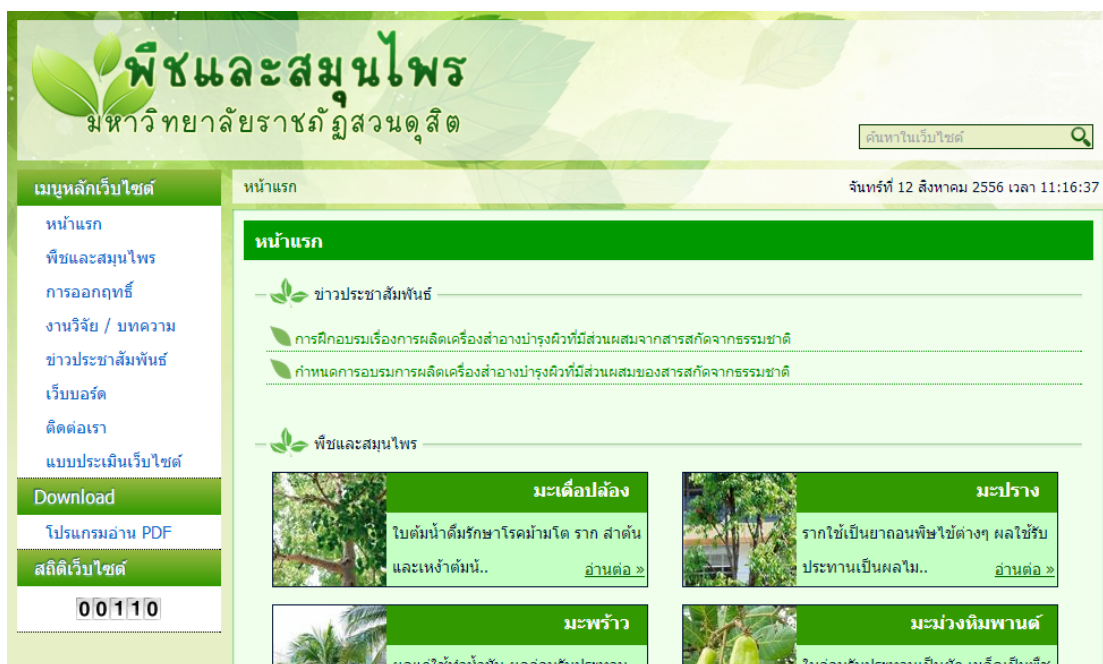 พืชและสมุนไพร
มหาวิทยาลัยราชภัฏสวนดุสิต
ค้นหาในเว็บไซต์
เมนูหลักเว็บไซต์
หน้าแรก
พืชและสมุนไพร
การออกฤทธิ์
งานวิจัย / บทความ
ข่าวประชาสัมพันธ์
เว็บบอร์ด
ติดต่อเรา
แบบประเมินเว็บไซต์
Download
โปรแกรมอ่าน PDF
สถิติเว็บไซต์
00110
หน้าแรก
จันทร์ที่ 12 สิงหาคม 2556 เวลา 11:16:37
หน้าแรก
ข่าวประชาสัมพันธ์
การฝึกอบรมเรื่องการผลิตเครื่องสำอางบำรุงผิวที่มีส่วนผสมจากสารสกัดจากธรรมชาติ
กำหนดการอบรมการผลิตเครื่องสำอางบำรุงผิวที่มีส่วนผสมของสารสกัดจากธรรมชาติ
พืชและสมุนไพร
มะเดื่อปล้อง
ใบต้มน้ำดื่มรักษาโรคม้ามโต ราก ลำต้น
และเหง้าต้มน้.. อ่านต่อ »
มะปราง
รากใช้เป็นยาถอนพิษไข้ต่างๆ ผลใช้รับ
ประทานเป็นผลไม.. อ่านต่อ »
มะพร้าว
มะม่วงหิมพานต์